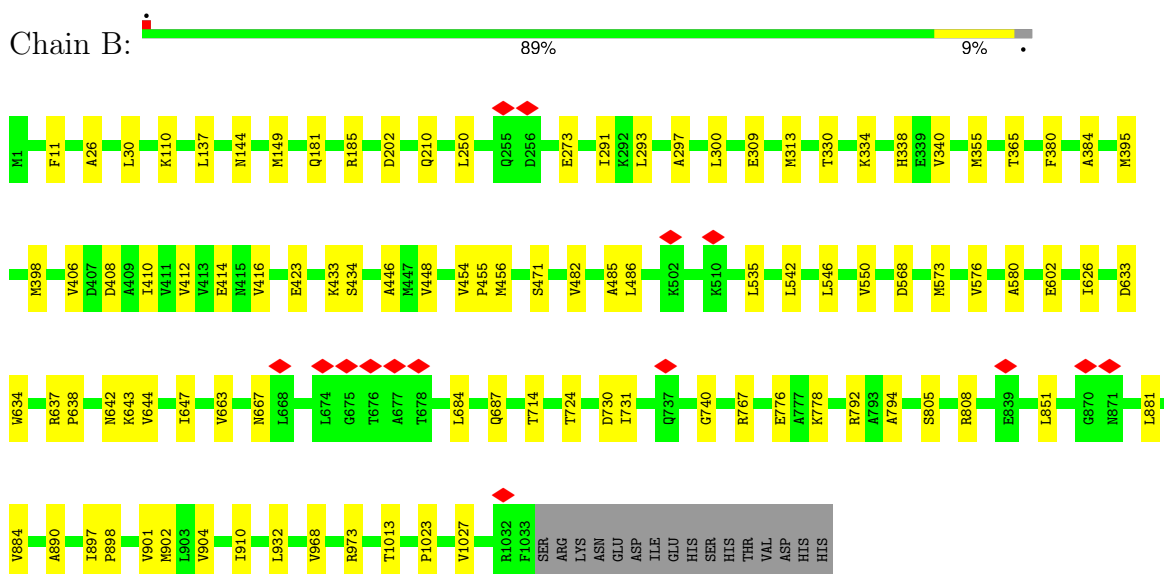 Chain B:
89% 9%
M1 F11 A26 L30 K110 L137 N144 M149 Q181 R185 D202 Q210 L250 Q255 D256 E273 I291 K292 L293 A297 L300 E309 M313 T330 K334 H338 E339 V340 M355 T365 F380 A384 M395
M398 V406 D407 D408 A409 I410 V411 V412 V413 E414 N415 V416 E423 K433 S434 A446 M447 V448 V454 P455 M456 S471 V482 A485 L486 K502 K510 L535 L542 L546 V550 D568 M573 V576 A580 E602 I626 D633
W634 R637 P638 N642 K643 V644 I647 V663 N667 L668 L674 G675 T676 A677 T678 L684 Q687 T714 T724 D730 I731 Q737 G740 R767 E776 A777 K778 R792 A793 A794 S805 R808 E839 L851 G870 N871 L881
V884 A890 I897 P898 V901 M902 L903 V904 I910 L932 V968 R973 T1013 P1023 V1027 R1032 F1033 SER ARG LYS ASN GLU ASP ILE GLU HIS SER HIS THR VAL ASP HIS HIS